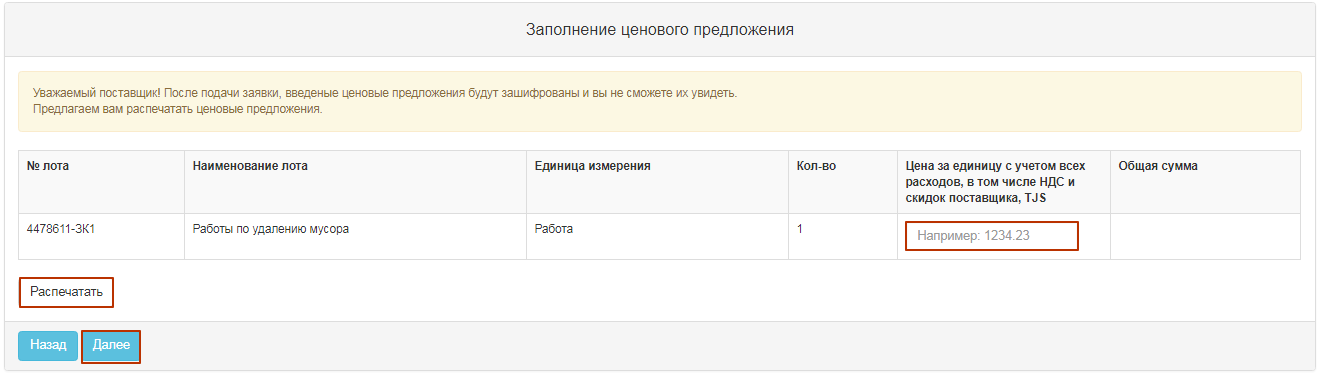 Заполнение ценового предложения
Уважаемый поставщик! После подачи заявки, введеные ценовые предложения будут зашифрованы и вы не сможете их увидеть.
Предлагаем вам распечатать ценовые предложения.
№ лота
Наименование лота
Единица измерения
Кол-во
Цена за единицу с учетом всех
расходов, в том числе НДС и
скидок поставщика, TJS
Общая сумма
4478611-ЗК1
Работы по удалению мусора
Работа
1
Например: 1234.23
Распечатать
Назад
Далее